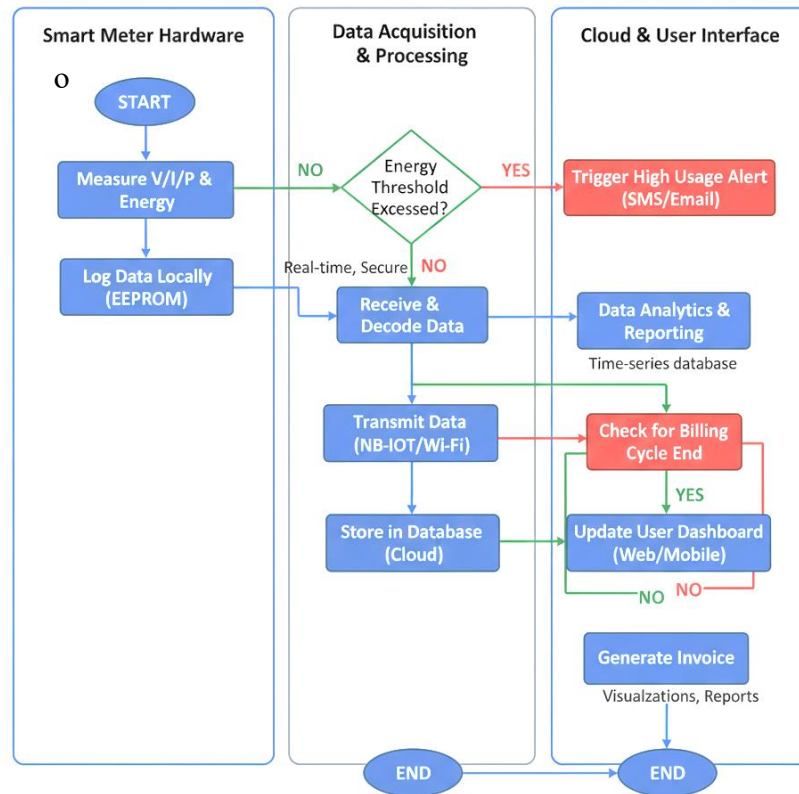 Smart Meter Hardware
Data Acquisition
& Processing
Cloud & User Interface
o
START
Measure V/I/P &
Energy
NO
Energy
Threshold
Excessed?
YES
Trigger High Usage Alert
(SMS/Email)
Real-time, Secure
NO
Log Data Locally
(EEPROM)
Receive &
Decode Data
Data Analytics &
Reporting
Time-series database
Transmit Data
(NB-IOT/Wi-Fi)
Check for Billing
Cycle End
YES
Store in Database
(Cloud)
Update User Dashboard
(Web/Mobile)
NO
NO
Generate Invoice
Visualzations, Reports
END
END